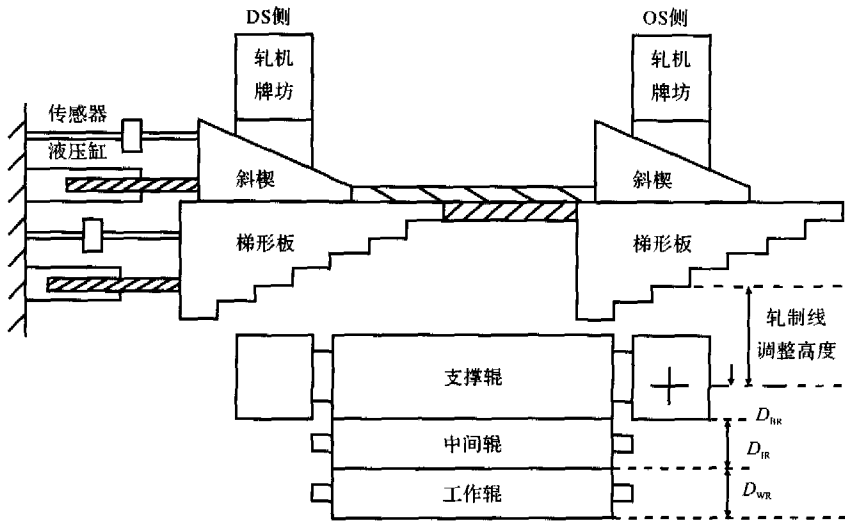 DS侧
OS侧
轧机
牌坊
轧机
牌坊
传感器
液压缸
斜楔
斜楔
梯形板
梯形板
轧制线
调整高度
支撑辊
D_BR
中间辊
D_IR
工作辊
D_WR